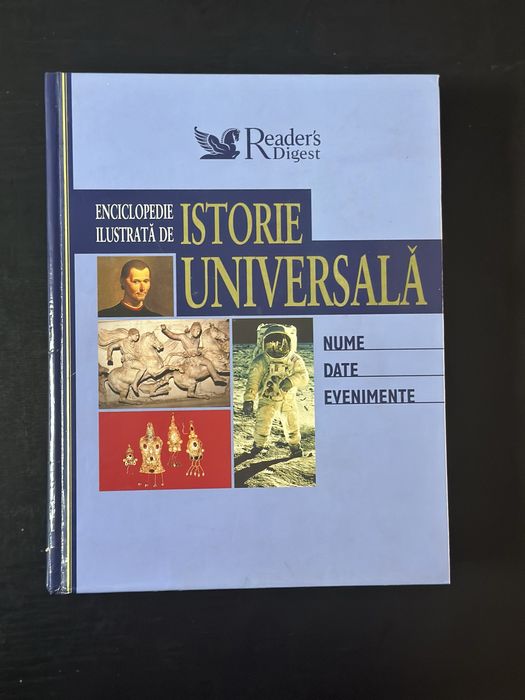 Reader's
Digest
ENCICLOPEDIE
ILUSTRATĂ DE
ISTORIE
UNIVERSALĂ
NUME
DATE
EVENIMENTE